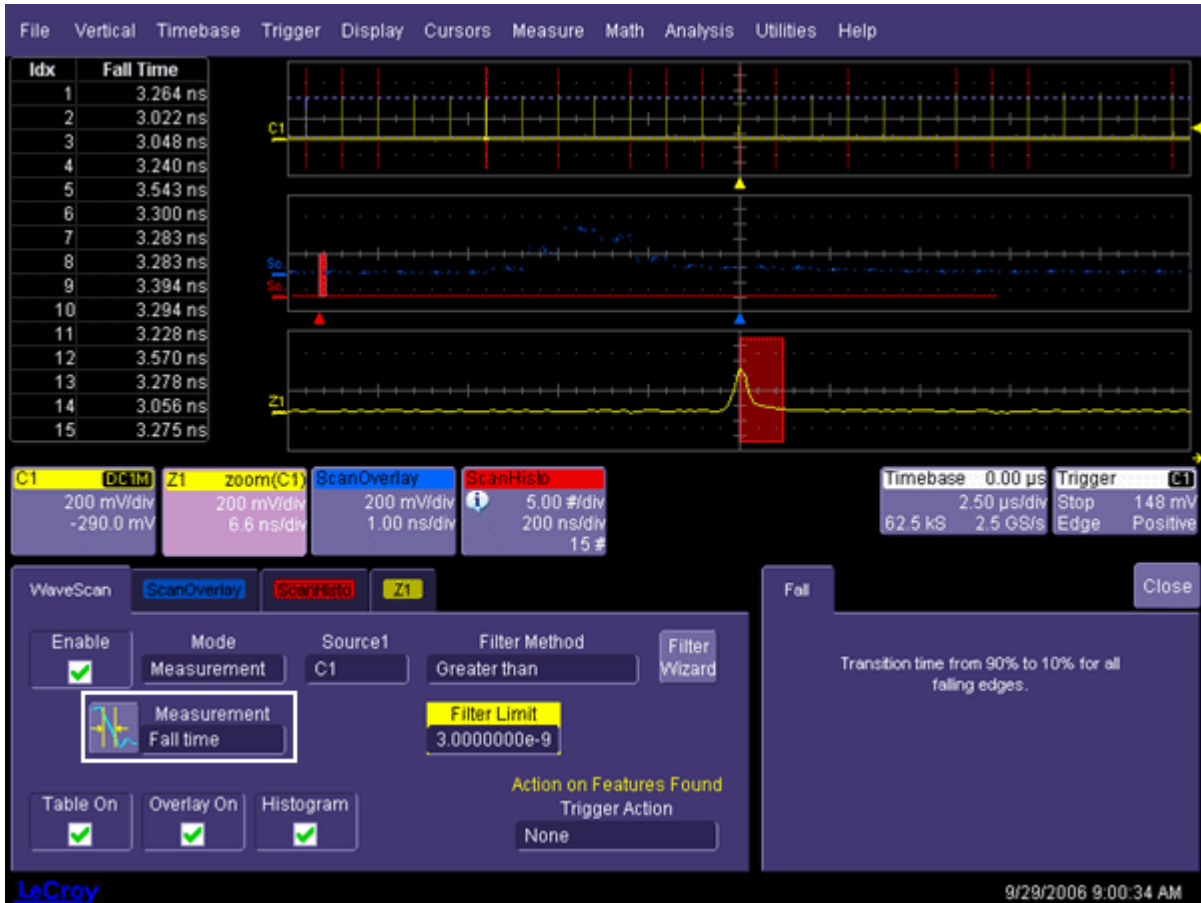 File Vertical Timebase Trigger Display Cursors Measure Math Analysis Utilities Help
Idx Fall Time
1 3.264 ns
2 3.022 ns
3 3.048 ns
4 3.240 ns
5 3.543 ns
6 3.300 ns
7 3.283 ns
8 3.283 ns
9 3.394 ns
10 3.294 ns
11 3.228 ns
12 3.570 ns
13 3.278 ns
14 3.056 ns
15 3.275 ns
C1
Sc
Sc
Z1
C1 DC1M
200 mV/div
-290.0 mV
Z1 zoom(C1)
200 mV/div
6.6 ns/div
ScanOverlay
200 mV/div
1.00 ns/div
ScanHisto
5.00 #/div
200 ns/div
15 #
Timebase 0.00 µs
2.50 µs/div
62.5 kS 2.5 GS/s
Trigger C1
Stop 148 mV
Edge Positive
WaveScan ScanOverlay ScanHisto Z1
Fall
Close
Enable
Mode
Measurement
Source1
C1
Filter Method
Greater than
Filter Wizard
Measurement
Fall time
Filter Limit
3.0000000e-9
Transition time from 90% to 10% for all
falling edges.
Action on Features Found
Trigger Action
None
Table On Overlay On Histogram
LeCroy
9/29/2006 9:00:34 AM